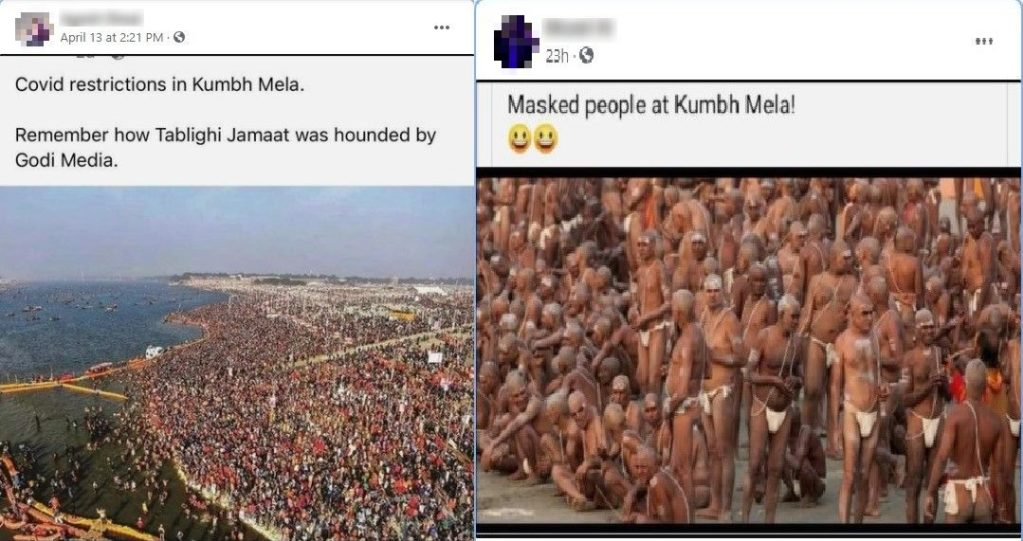 April 13 at 2:21 PM
Covid restrictions in Kumbh Mela.
Remember how Tablighi Jamaat was hounded by
Godi Media.
23h
Masked people at Kumbh Mela!